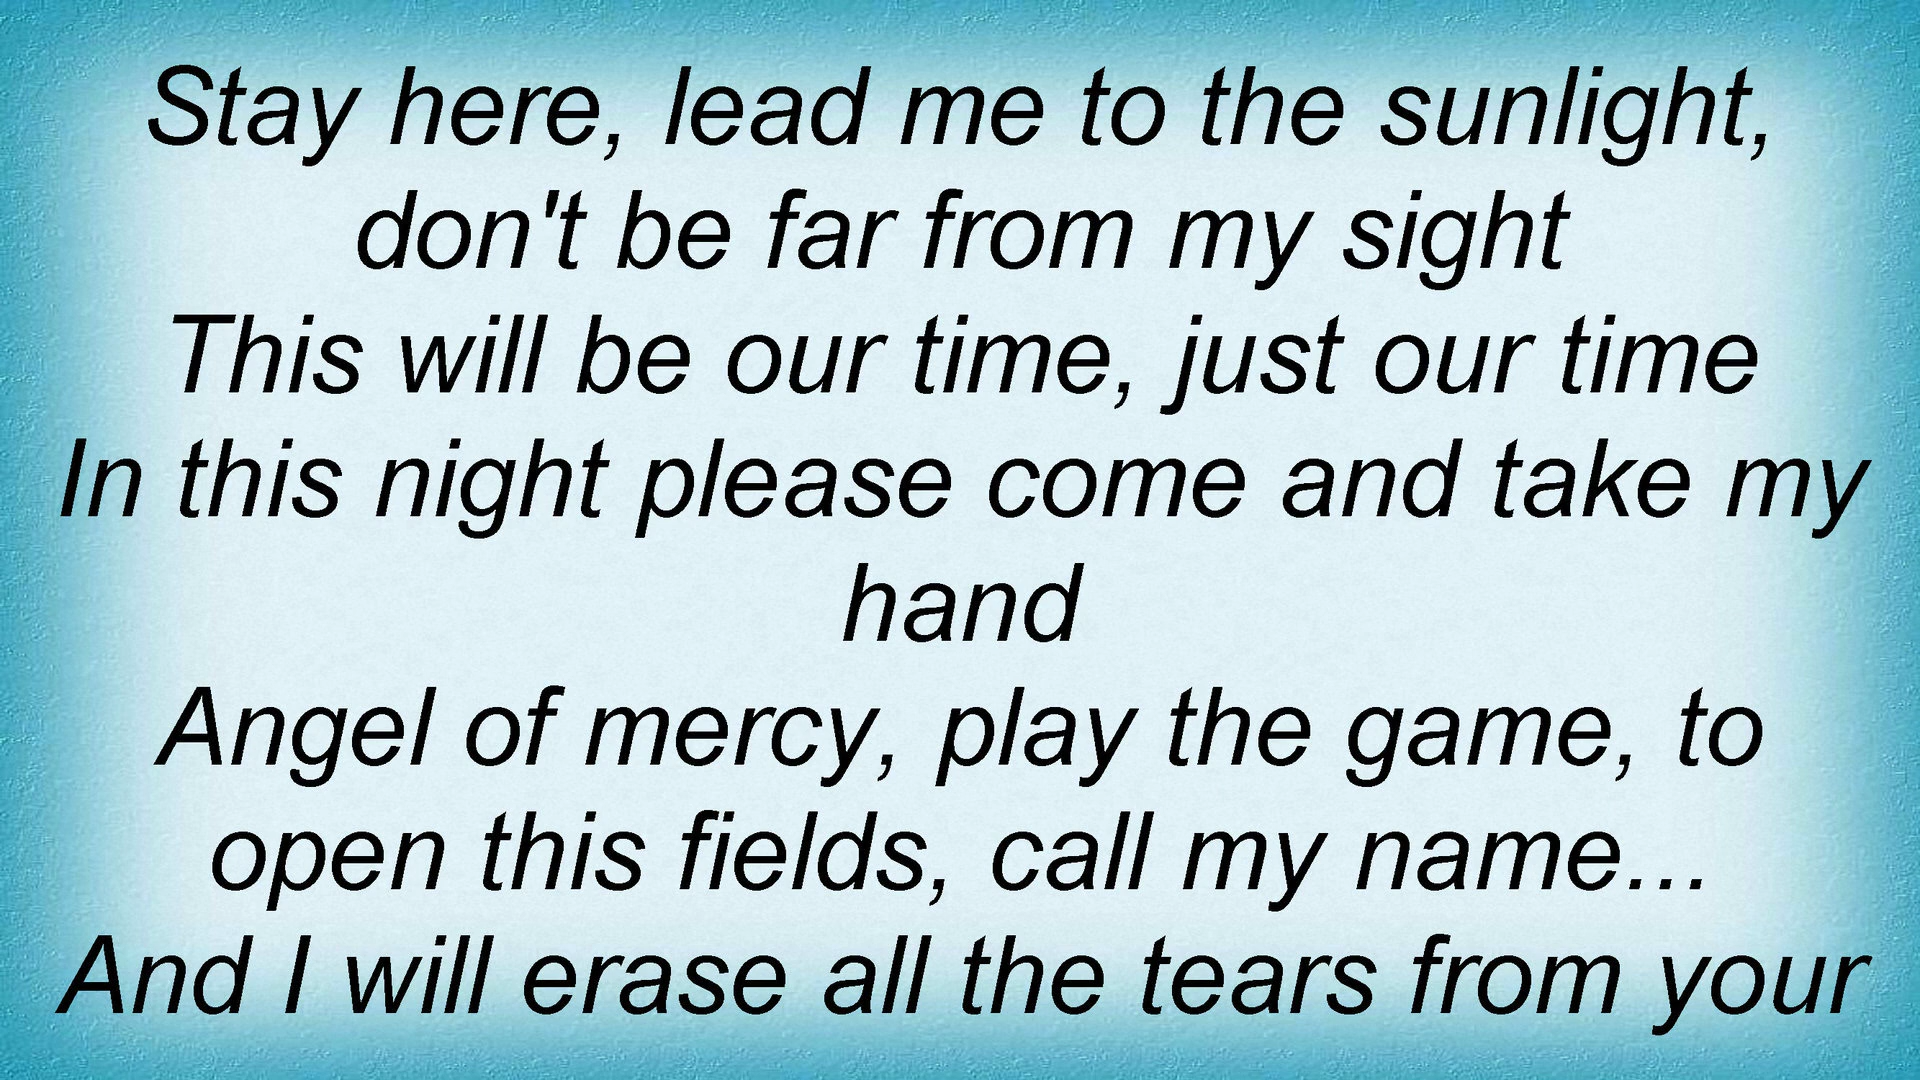 Stay here, lead me to the sunlight,
don't be far from my sight
This will be our time, just our time
In this night please come and take my
hand
Angel of mercy, play the game, to
open this fields, call my name...
And I will erase all the tears from your